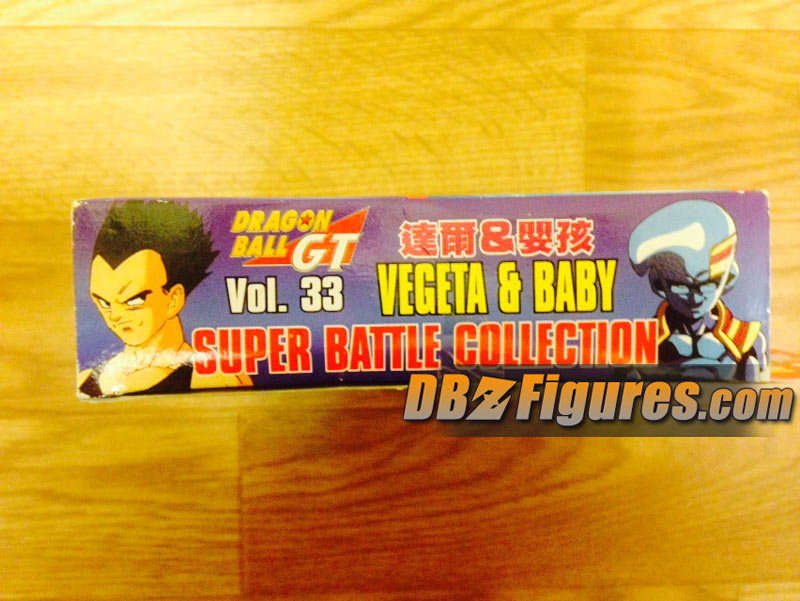 DRAGON
BALL GT
達爾&嬰孩
Vol. 33 VEGETA & BABY
SUPER BATTLE COLLECTION
DBZFigures.com